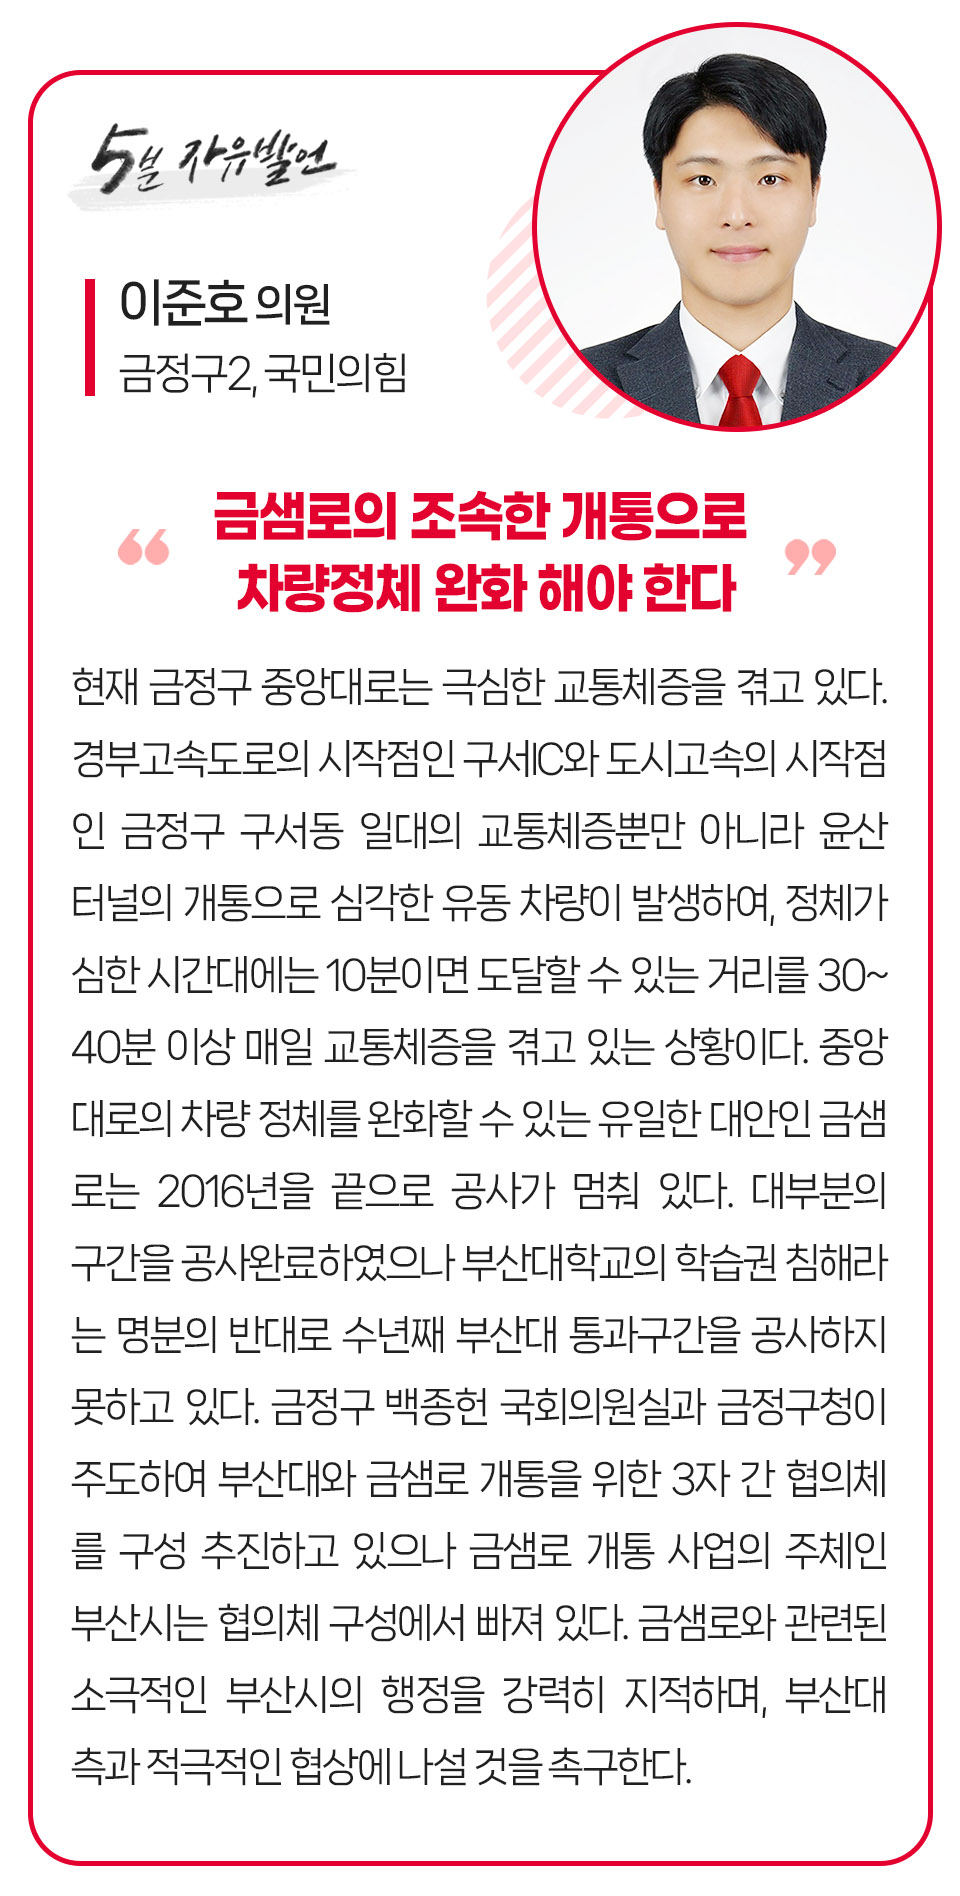 5분 자유발언
이준호 의원
금정구2, 국민의힘
“ 금샘로의 조속한 개통으로
차량정체 완화 해야 한다 ”
현재 금정구 중앙대로는 극심한 교통체증을 겪고 있다.
경부고속도로의 시작점인 구세IC와 도시고속의 시작점
인 금정구 구서동 일대의 교통체증뿐만 아니라 윤산
터널의 개통으로 심각한 유동 차량이 발생하여, 정체가
심한 시간대에는 10분이면 도달할 수 있는 거리를 30~
40분 이상 매일 교통체증을 겪고 있는 상황이다. 중앙
대로의 차량 정체를 완화할 수 있는 유일한 대안인 금샘
로는 2016년을 끝으로 공사가 멈춰 있다. 대부분의
구간을 공사완료하였으나 부산대학교의 학습권 침해라
는 명분의 반대로 수년째 부산대 통과구간을 공사하지
못하고 있다. 금정구 백종헌 국회의원실과 금정구청이
주도하여 부산대와 금샘로 개통을 위한 3자 간 협의체
를 구성 추진하고 있으나 금샘로 개통 사업의 주체인
부산시는 협의체 구성에서 빠져 있다. 금샘로와 관련된
소극적인 부산시의 행정을 강력히 지적하며, 부산대
측과 적극적인 협상에 나설 것을 촉구한다.